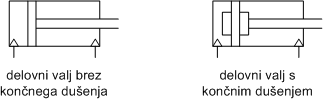 delovni valj brez
končnega dušenja
delovni valj s
končnim dušenjem